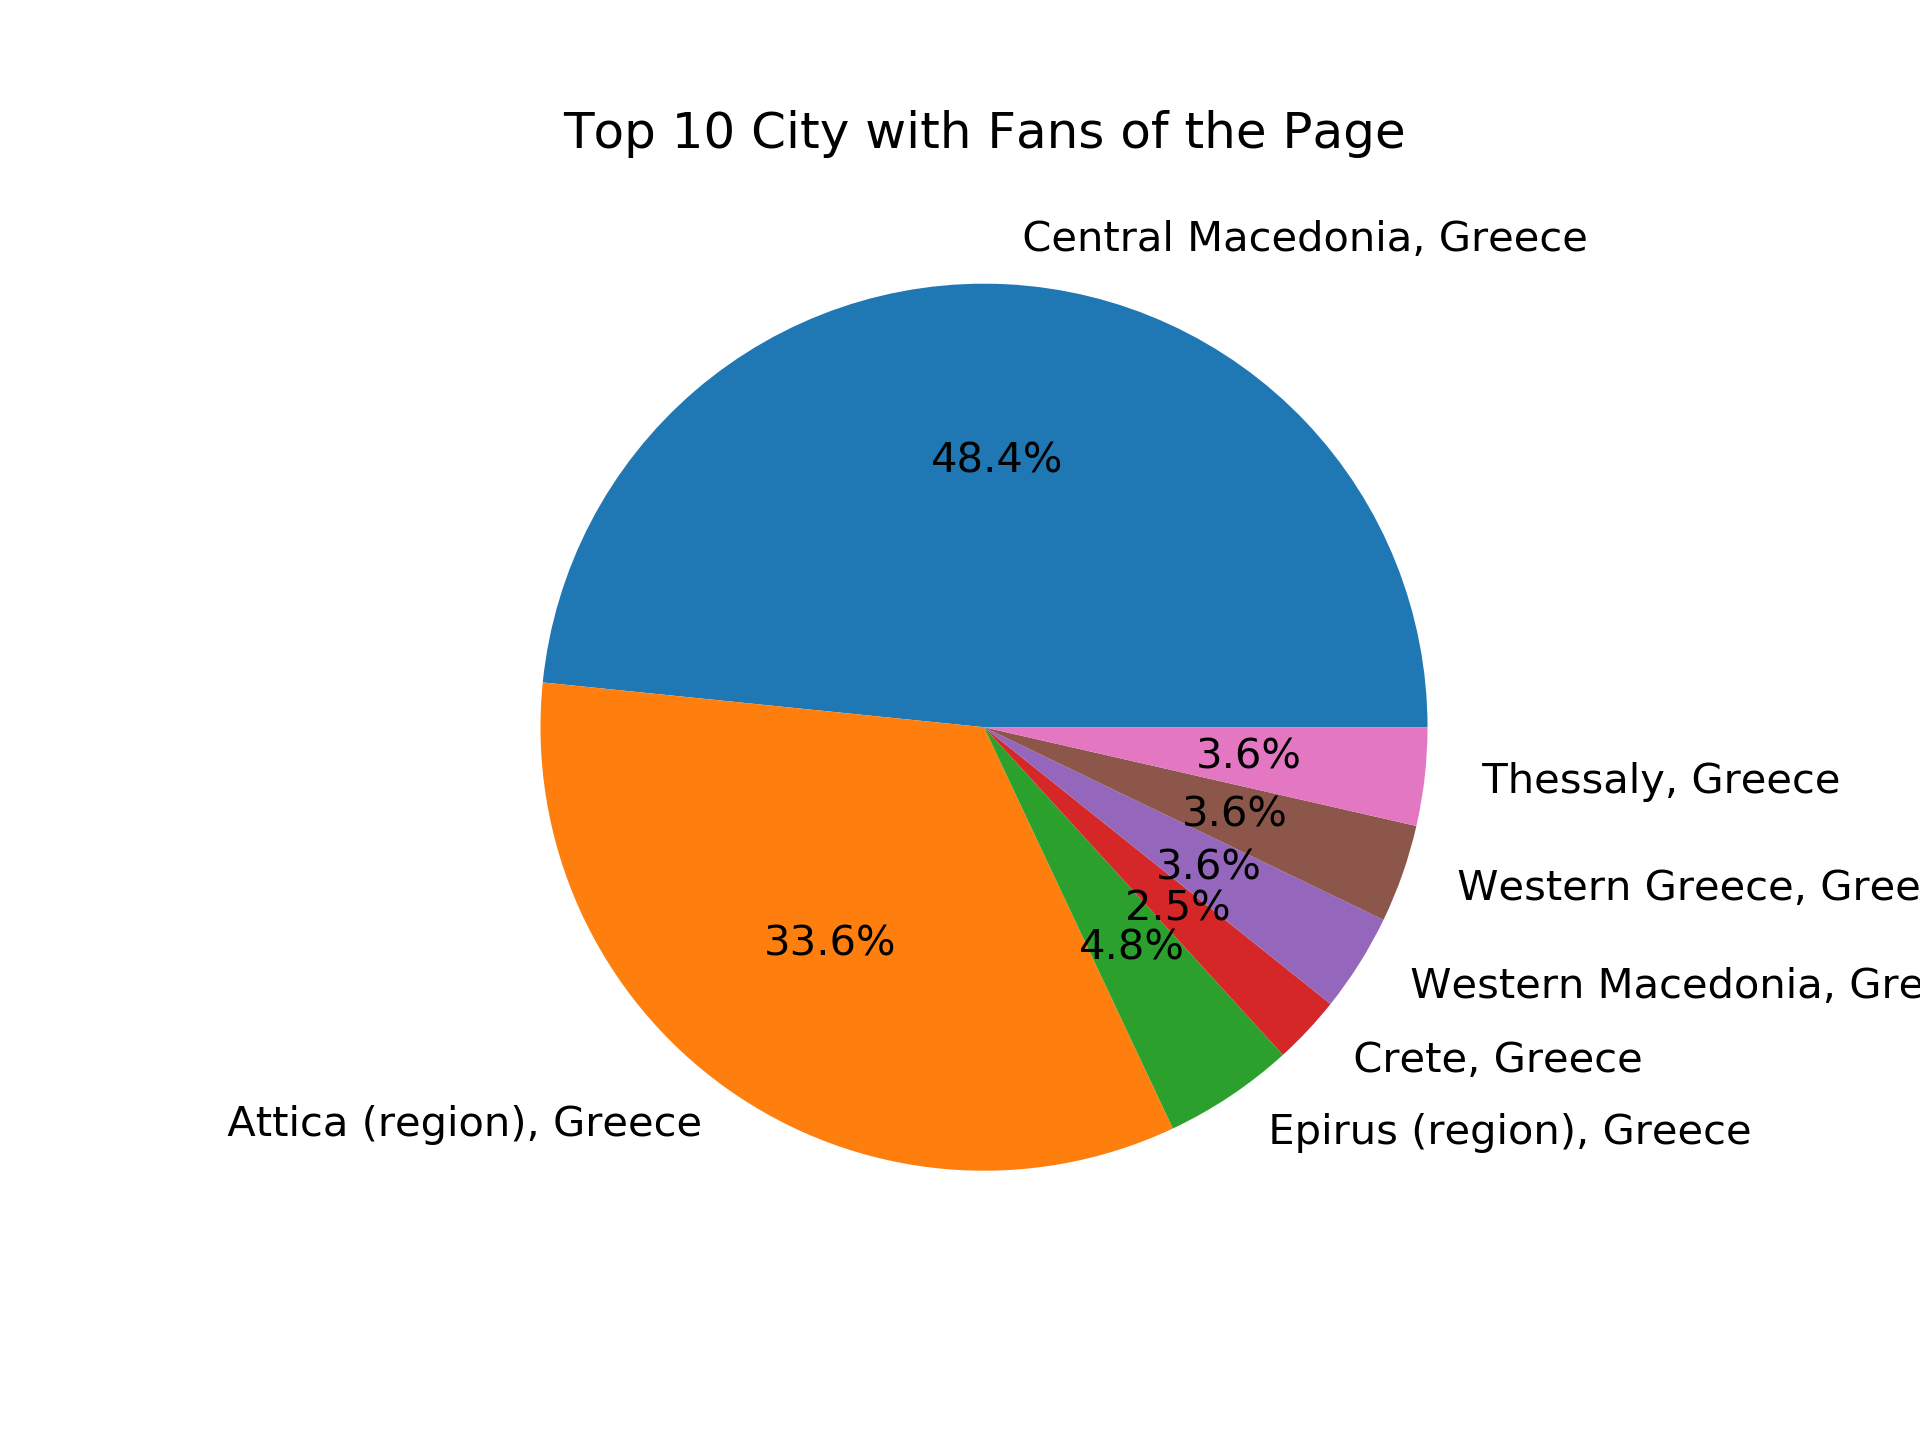 Top 10 City with Fans of the Page
Central Macedonia, Greece
48.4%
3.6%
Thessaly, Greece
3.6%
Western Greece, Gree
3.6%
Western Macedonia, Gre
2.5%
Crete, Greece
4.8%
Epirus (region), Greece
33.6%
Attica (region), Greece